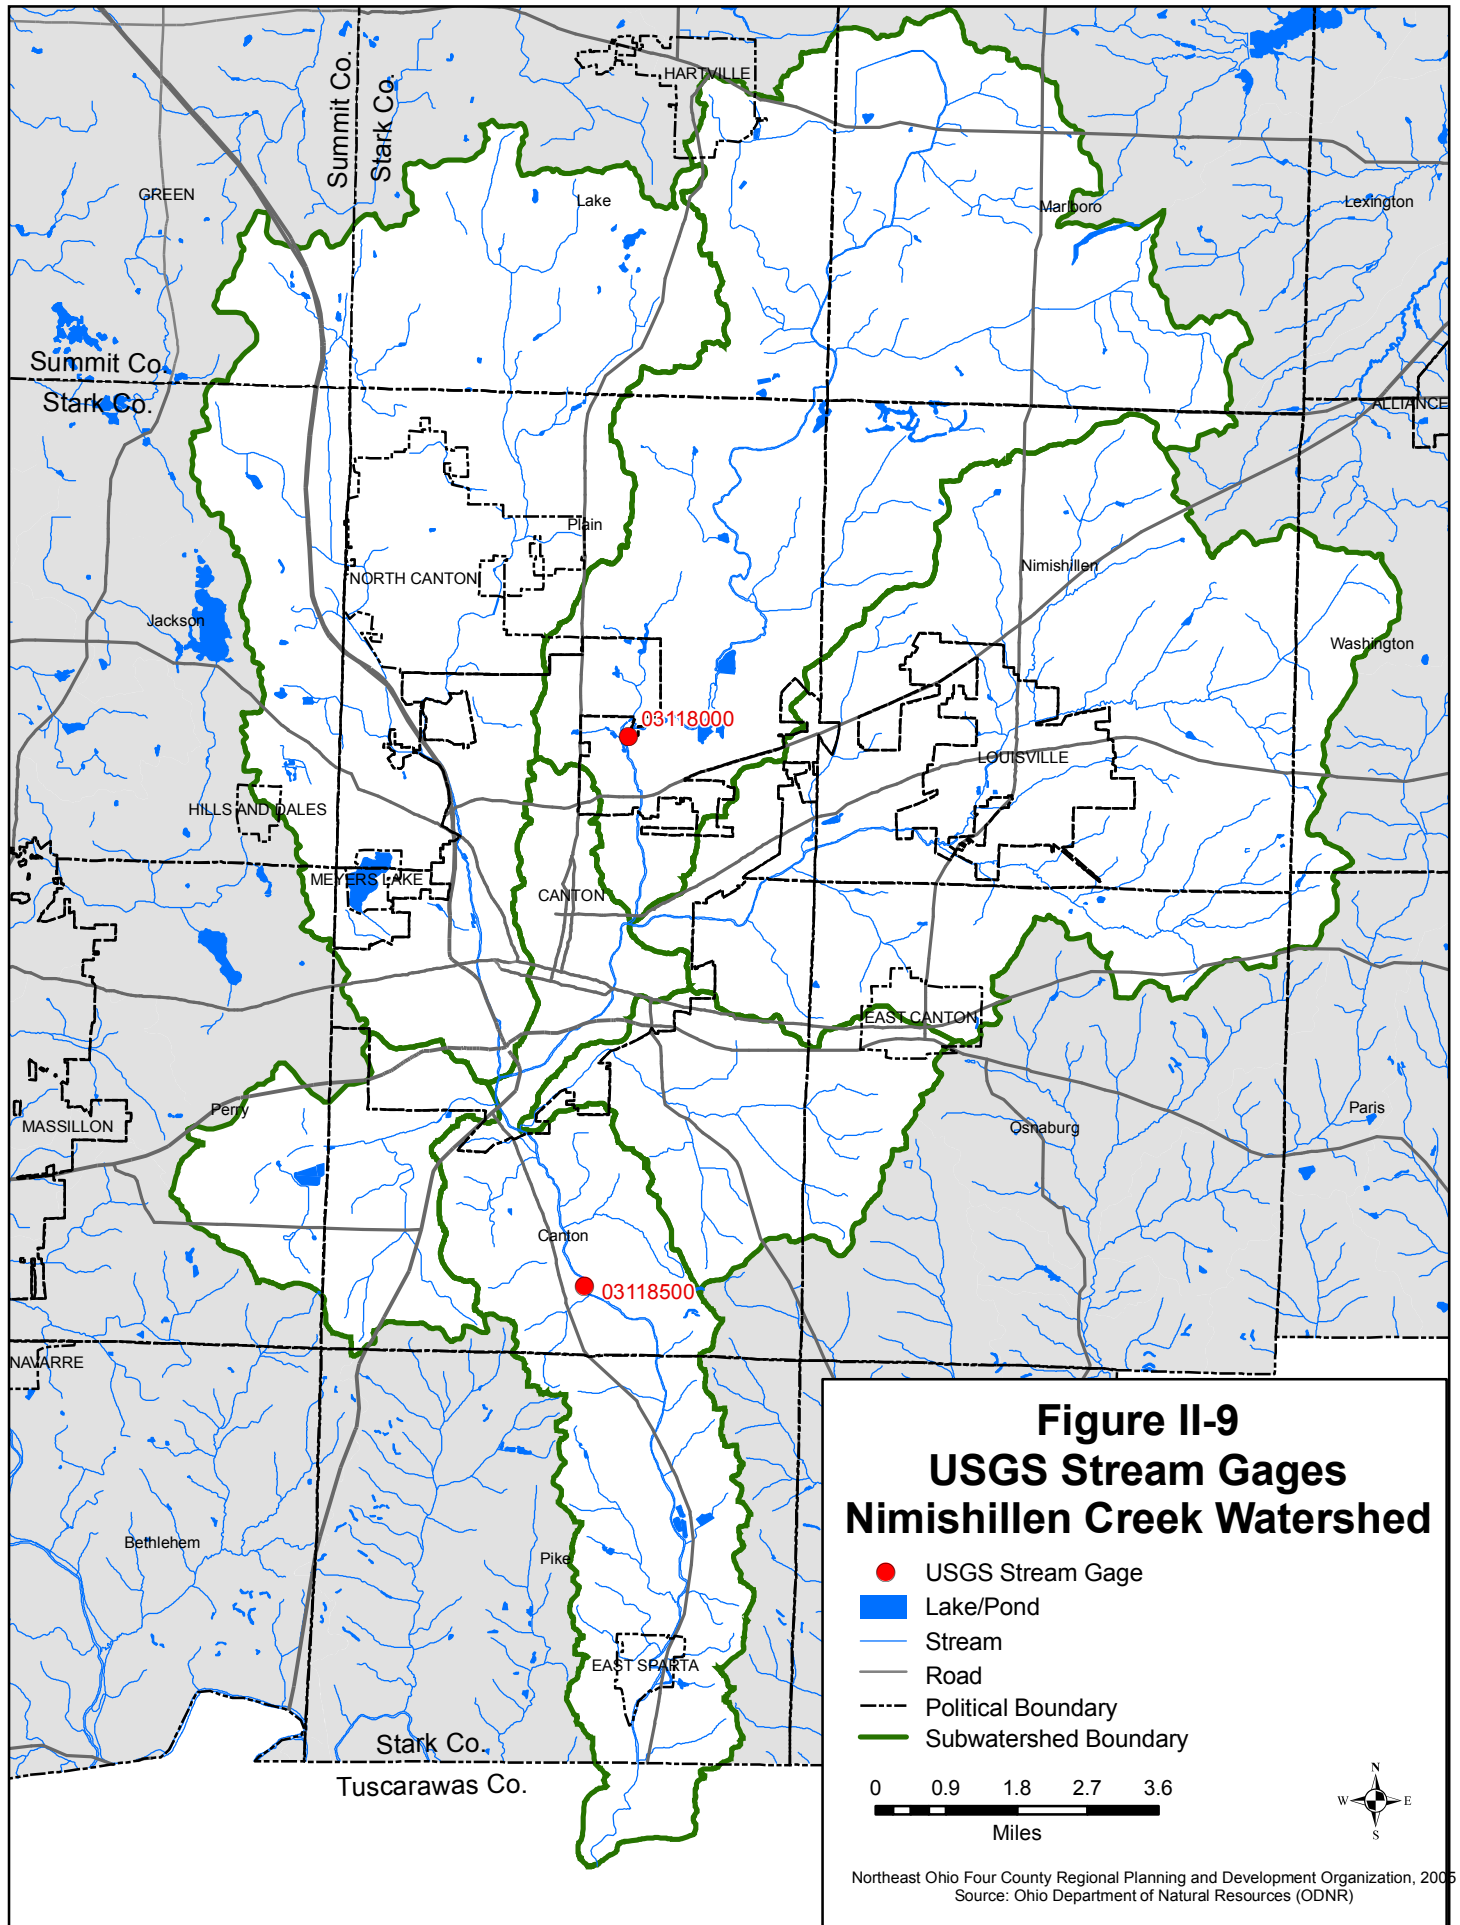 HARTVILLE
Summit Co.
Stark Co.
GREEN
Lake
Marlboro
Lexington
Summit Co.
Stark Co.
ALLIANCE
Plain
NORTH CANTON
Nimishillen
Jackson
Washington
03118000
LOUISVILLE
HILLS AND DALES
MEYERS LAKE
CANTON
EAST CANTON
Perry
MASSILLON
Paris
Osnaburg
Canton
03118500
NAVARRE
Bethlehem
Pike
EAST SPARTA
Stark Co.
Tuscarawas Co.
Figure II-9
USGS Stream Gages
Nimishillen Creek Watershed
USGS Stream Gage
Lake/Pond
Stream
Road
Political Boundary
Subwatershed Boundary
0 0.9 1.8 2.7 3.6
Miles
N
W E
S
Northeast Ohio Four County Regional Planning and Development Organization, 2005
Source: Ohio Department of Natural Resources (ODNR)